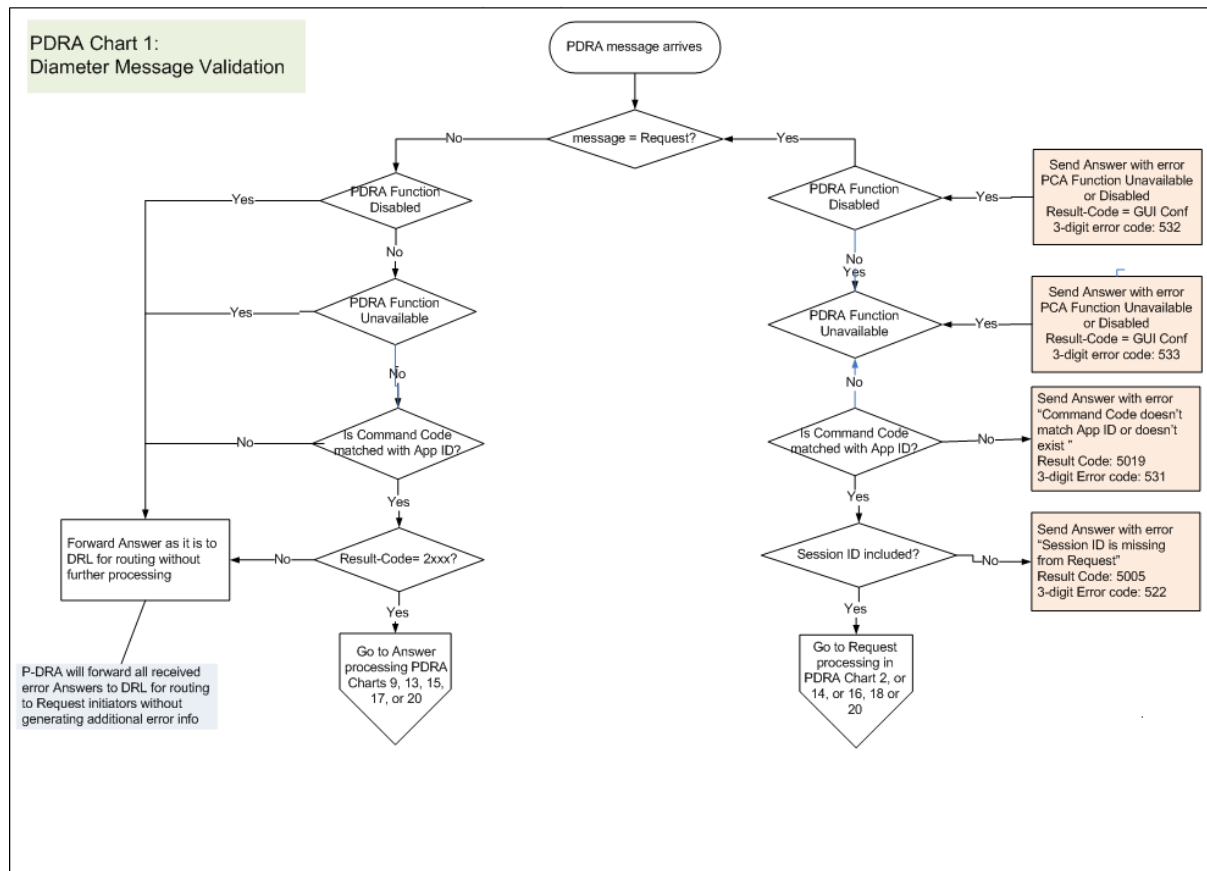 PDRA Chart 1:
Diameter Message Validation
PDRA message arrives
message = Request?
No
Yes
PDRA Function
Disabled
Yes
No
PDRA Function
Unavailable
Yes
No
Is Command Code
matched with App ID?
No
Yes
Result-Code= 2xxx?
No
Yes
Forward Answer as it is to
DRL for routing without
further processing
P-DRA will forward all received
error Answers to DRL for routing
to Request initiators without
generating additional error info
Go to Answer
processing PDRA
Charts 9, 13, 15,
17, or 20
PDRA Function
Disabled
Yes
Send Answer with error
PCA Function Unavailable
or Disabled
Result-Code = GUI Conf
3-digit error code: 532
No
Yes
PDRA Function
Unavailable
Yes
Send Answer with error
PCA Function Unavailable
or Disabled
Result-Code = GUI Conf
3-digit error code: 533
No
Is Command Code
matched with App ID?
No
Send Answer with error
“Command Code doesn’t
match App ID or doesn’t
exist ”
Result Code: 5019
3-digit Error code: 531
Yes
Session ID included?
No
Send Answer with error
“Session ID is missing
from Request”
Result Code: 5005
3-digit Error code: 522
Yes
Go to Request
processing in
PDRA Chart 2, or
14, or 16, 18 or
20